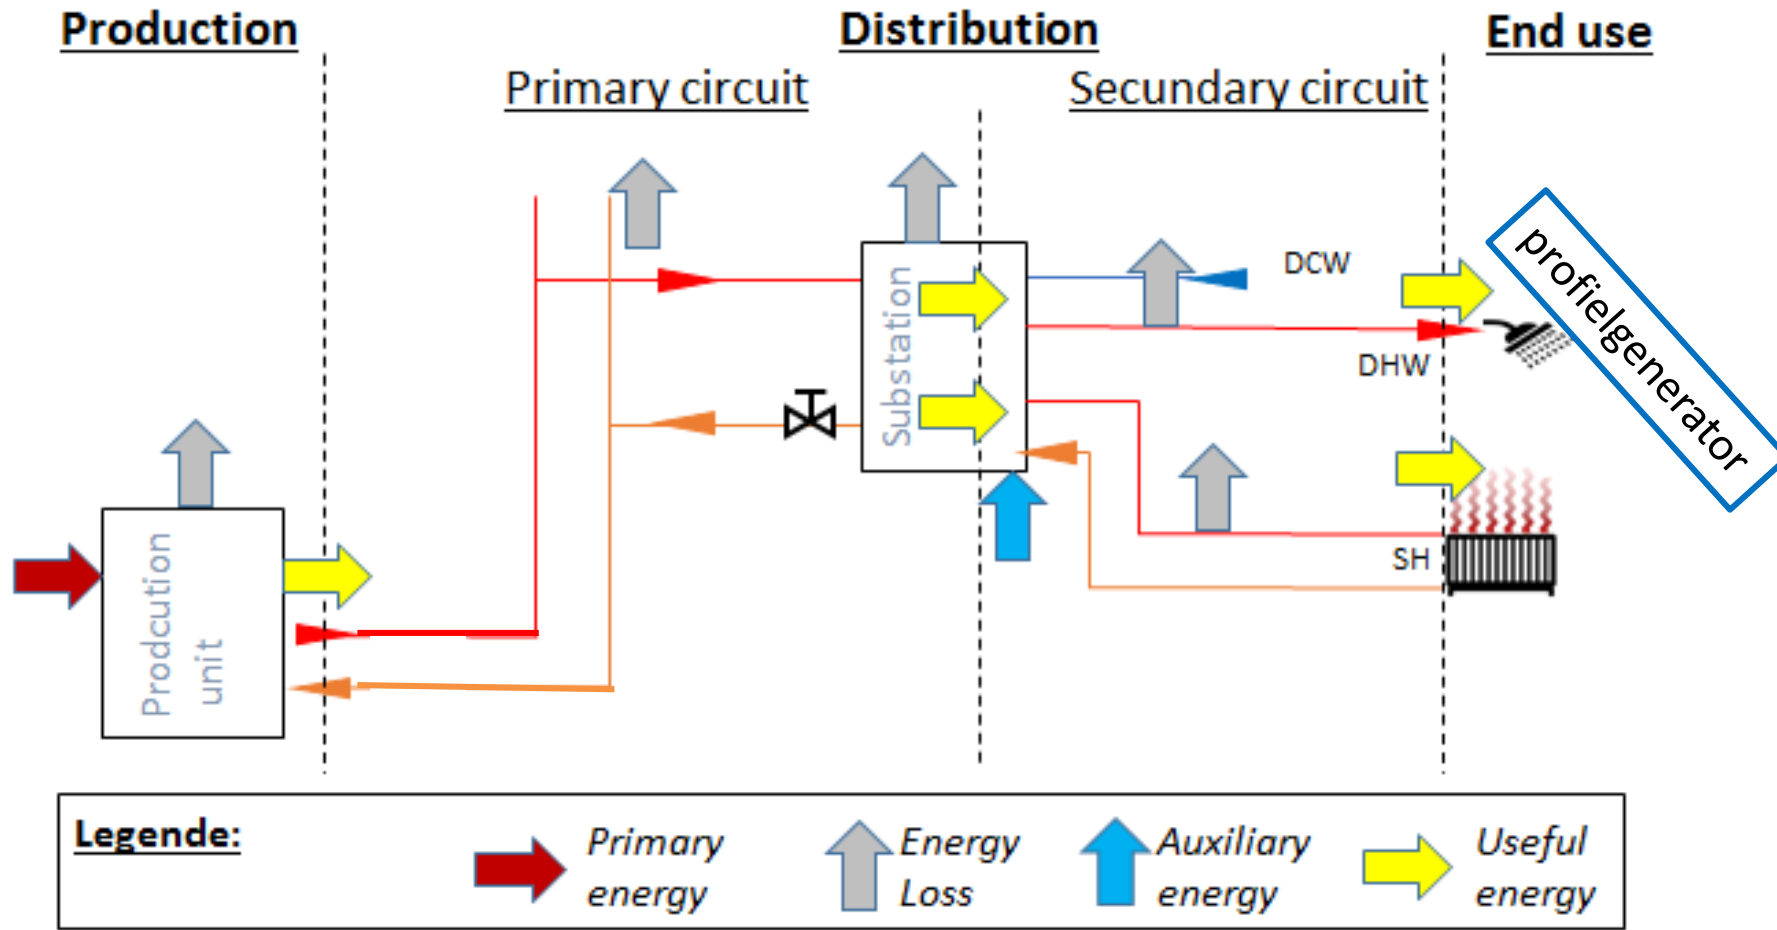 Production
Distribution
End use
Primary circuit
Secundary circuit
profielgenerator
DCW
DHW
Substation
SH
Prodcution
unit
Legende:
Primary
energy
Energy
Loss
Auxiliary
energy
Useful
energy